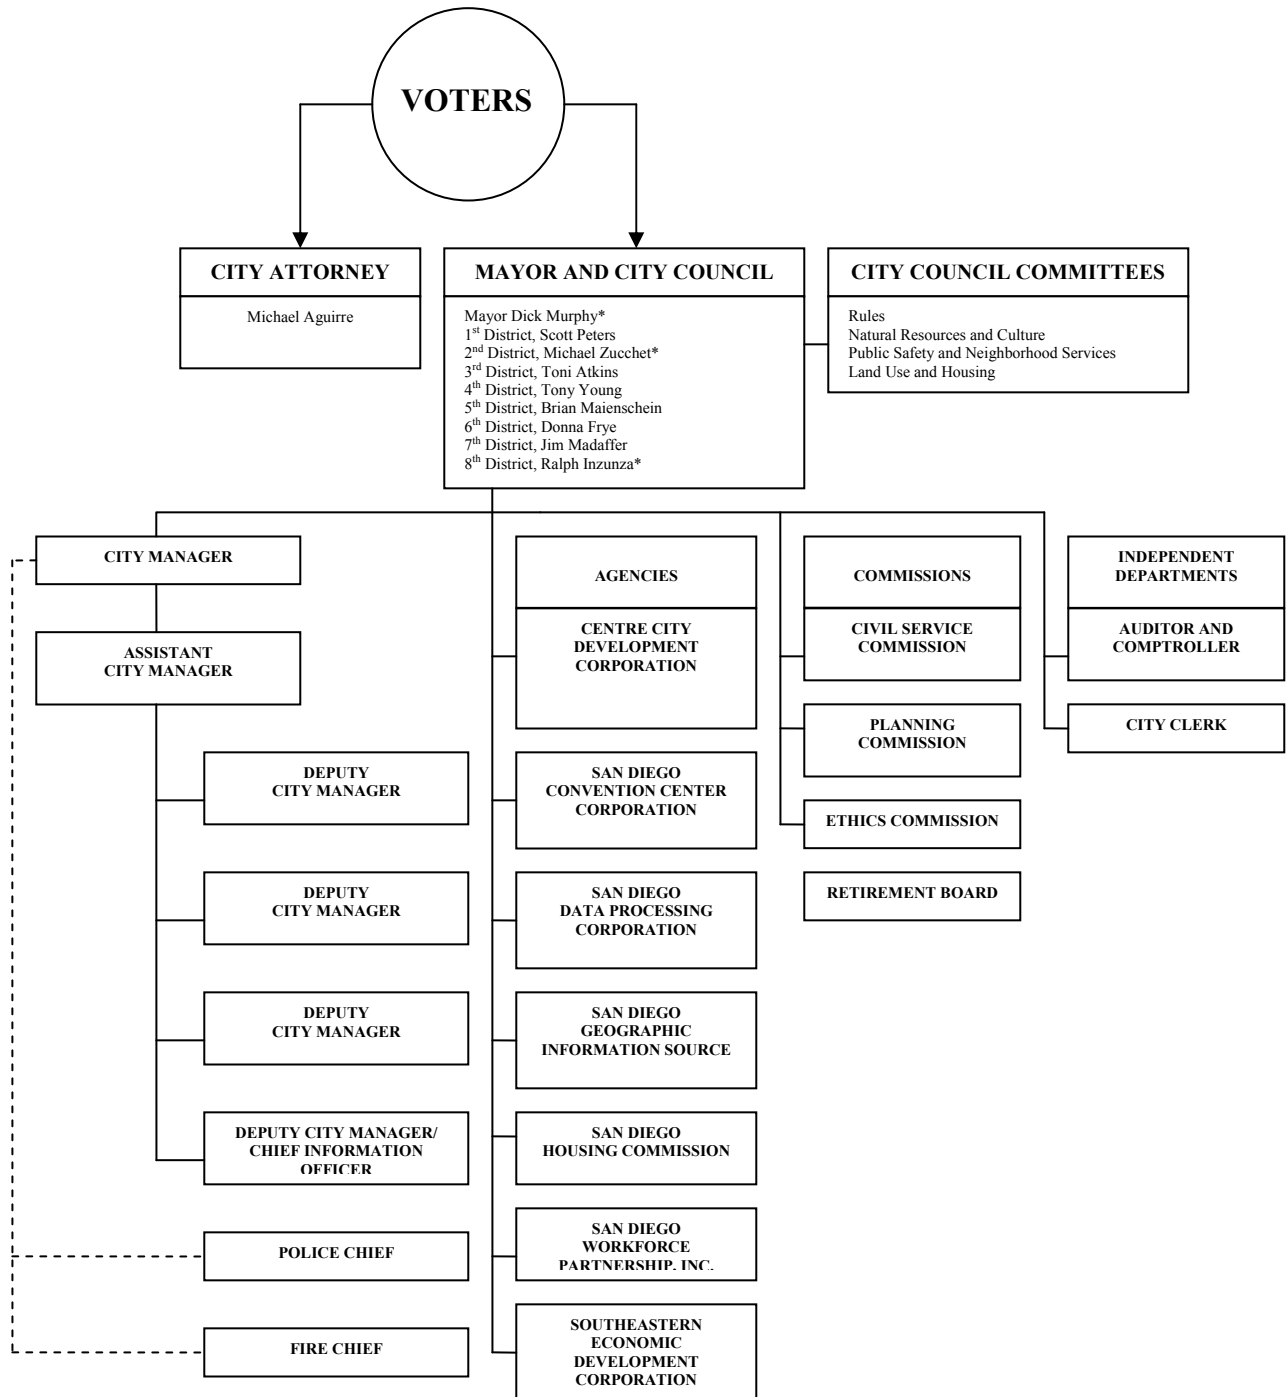 VOTERS
CITY ATTORNEY
Michael Aguirre
MAYOR AND CITY COUNCIL
Mayor Dick Murphy*
1st District, Scott Peters
2nd District, Michael Zucchet*
3rd District, Toni Atkins
4th District, Tony Young
5th District, Brian Maienschein
6th District, Donna Frye
7th District, Jim Madaffer
8th District, Ralph Inzunza*
CITY COUNCIL COMMITTEES
Rules
Natural Resources and Culture
Public Safety and Neighborhood Services
Land Use and Housing
CITY MANAGER
ASSISTANT
CITY MANAGER
DEPUTY
CITY MANAGER
DEPUTY
CITY MANAGER
DEPUTY
CITY MANAGER
DEPUTY CITY MANAGER/
CHIEF INFORMATION
OFFICER
POLICE CHIEF
FIRE CHIEF
AGENCIES
CENTRE CITY
DEVELOPMENT
CORPORATION
SAN DIEGO
CONVENTION CENTER
CORPORATION
SAN DIEGO
DATA PROCESSING
CORPORATION
SAN DIEGO
GEOGRAPHIC
INFORMATION SOURCE
SAN DIEGO
HOUSING COMMISSION
SAN DIEGO
WORKFORCE
PARTNERSHIP, INC.
SOUTHEASTERN
ECONOMIC
DEVELOPMENT
CORPORATION
COMMISSIONS
CIVIL SERVICE
COMMISSION
PLANNING
COMMISSION
ETHICS COMMISSION
RETIREMENT BOARD
INDEPENDENT
DEPARTMENTS
AUDITOR AND
COMPTROLLER
CITY CLERK